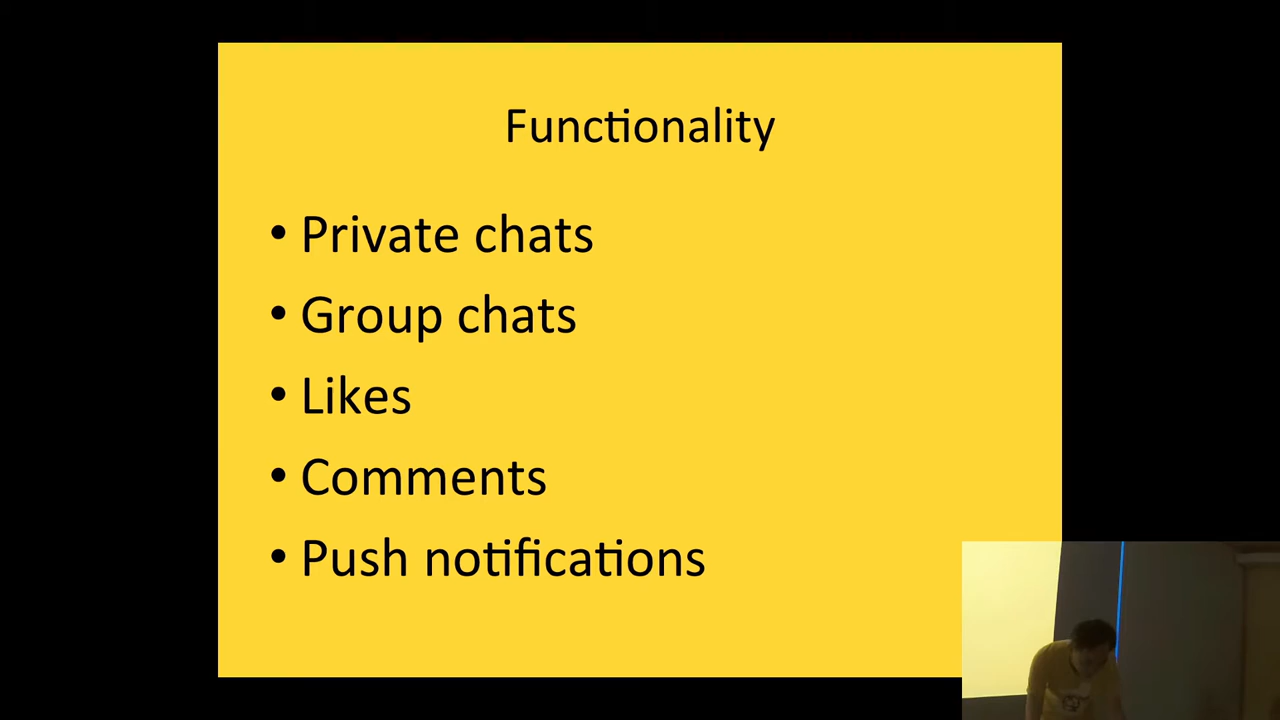 Functionality
• Private chats
• Group chats
• Likes
• Comments
• Push notifications